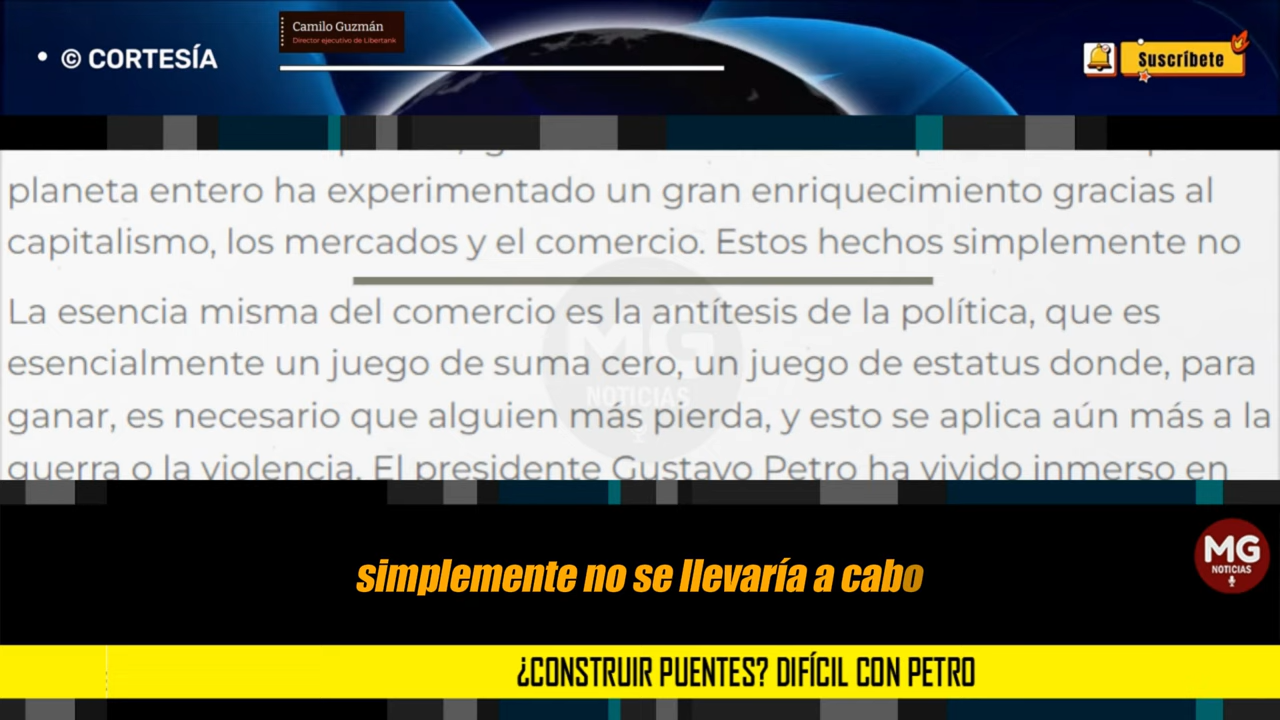 Camilo Guzmán
Director ejecutivo de Libertank
• © CORTESÍA
Suscríbete
planeta entero ha experimentado un gran enriquecimiento gracias al
capitalismo, los mercados y el comercio. Estos hechos simplemente no
La esencia misma del comercio es la antítesis de la política, que es
esencialmente un juego de suma cero, un juego de estatus donde, para
ganar, es necesario que alguien más pierda, y esto se aplica aún más a la
guerra o la violencia. El presidente Gustavo Petro ha vivido inmerso en
MG
NOTICIAS
simplemente no se llevaría a cabo
MG
NOTICIAS
¿CONSTRUIR PUENTES? DIFÍCIL CON PETRO